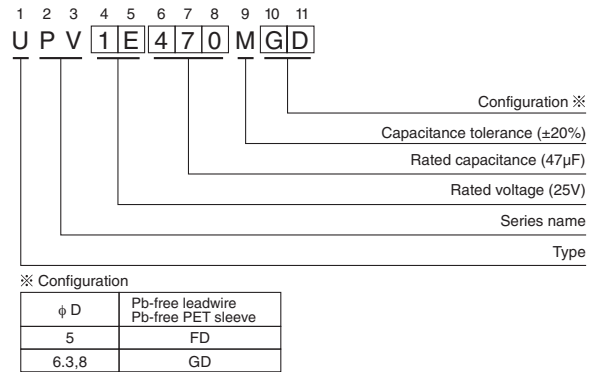 1 2 3 4 5 6 7 8 9 10 11
U P V 1 E 4 7 0 M G D
Configuration ※
Capacitance tolerance (±20%)
Rated capacitance (47µF)
Rated voltage (25V)
Series name
Type
※ Configuration
ϕ D Pb-free leadwire
Pb-free PET sleeve
5 FD
6.3,8 GD